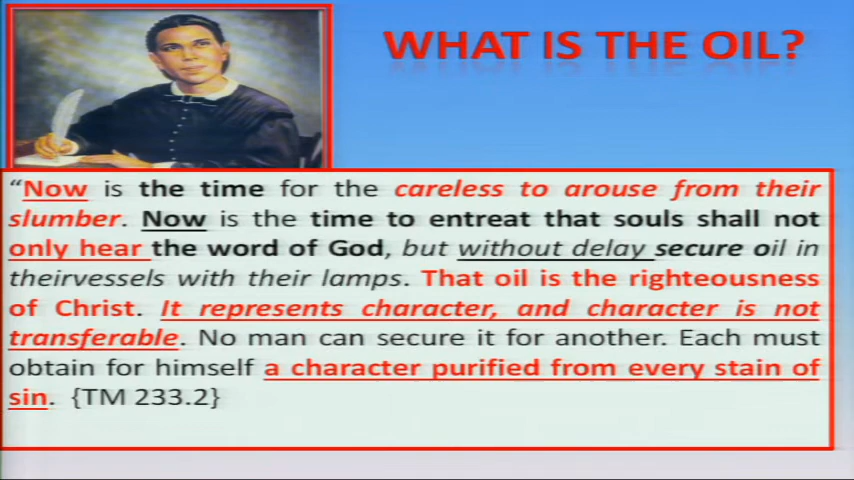 WHAT IS THE OIL?
“Now is the time for the careless to arouse from their
slumber. Now is the time to entreat that souls shall not
only hear the word of God, but without delay secure oil in
theirvessels with their lamps. That oil is the righteousness
of Christ. It represents character, and character is not
transferable. No man can secure it for another. Each must
obtain for himself a character purified from every stain of
sin. {TM 233.2}